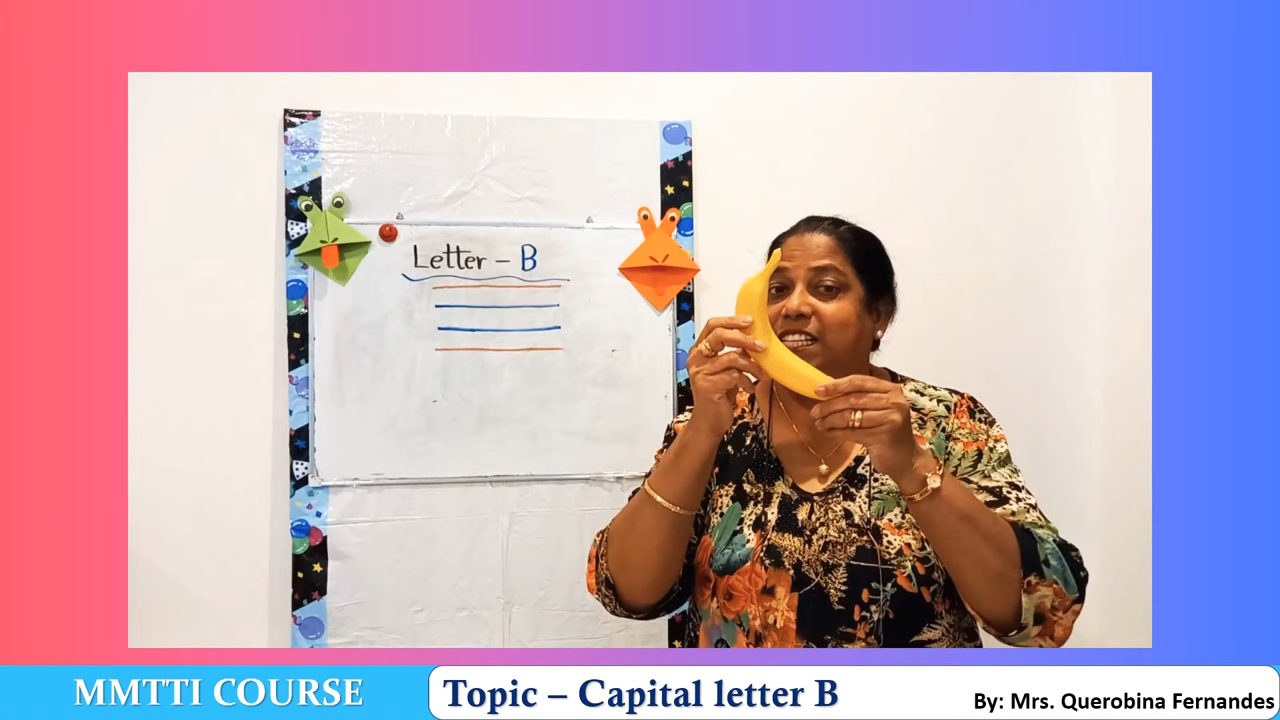 Letter – B
MMTTI COURSE
Topic – Capital letter B
By: Mrs. Querobina Fernandes